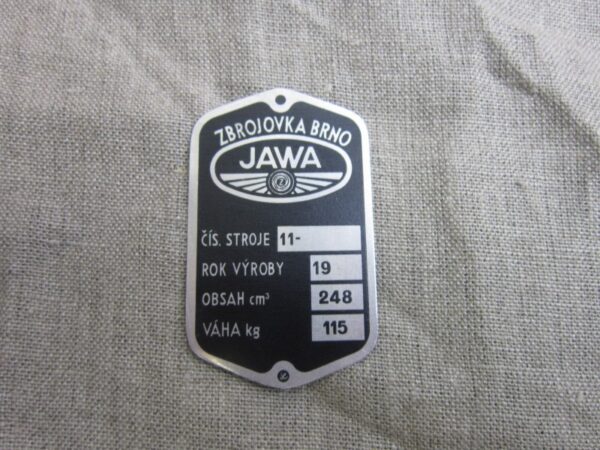 ZBROJOVKA BRNO
JAWA
ČÍS. STROJE 11-
ROK VÝROBY 19
OBSAH cm³ 248
VÁHA kg 115